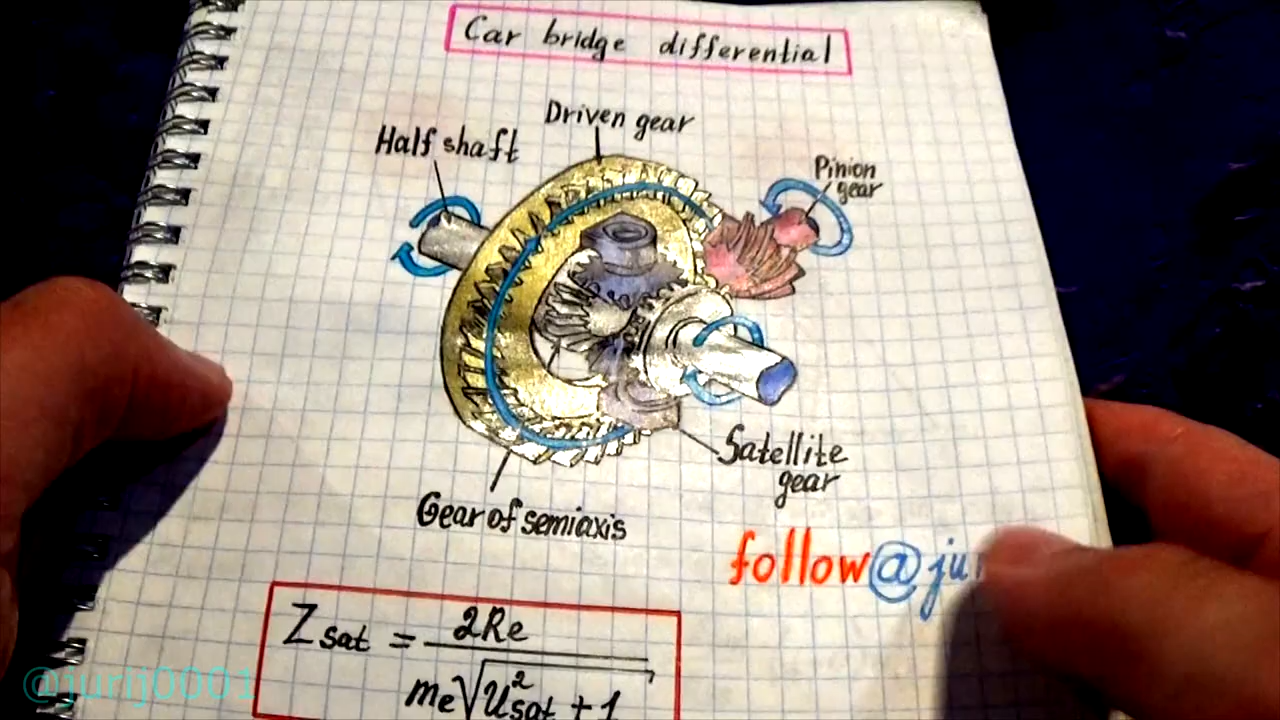 Car bridge differential
Driven gear
Half shaft
Pinion
gear
Satellite
gear
Gear of semiaxis
follow@ju
Zsat = 2Re
me√u²sat + 1
@jurij0001